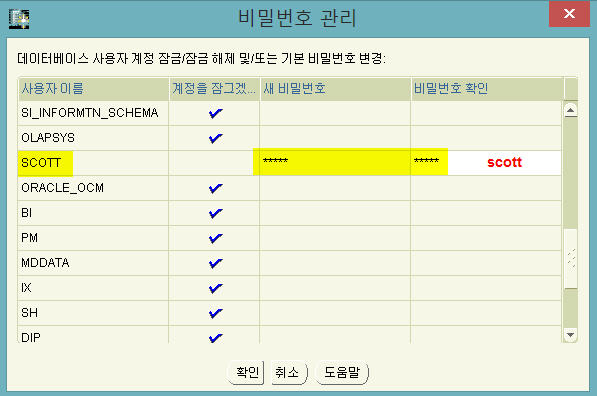 비밀번호 관리
데이터베이스 사용자 계정 잠금/잠금 해제 및/또는 기본 비밀번호 변경:
사용자 이름 계정을 잠그겠... 새 비밀번호 비밀번호 확인
SI_INFORMTN_SCHEMA
OLAPSYS
SCOTT ***** ***** scott
ORACLE_OCM
BI
PM
MDDATA
IX
SH
DIP
확인 취소 도움말